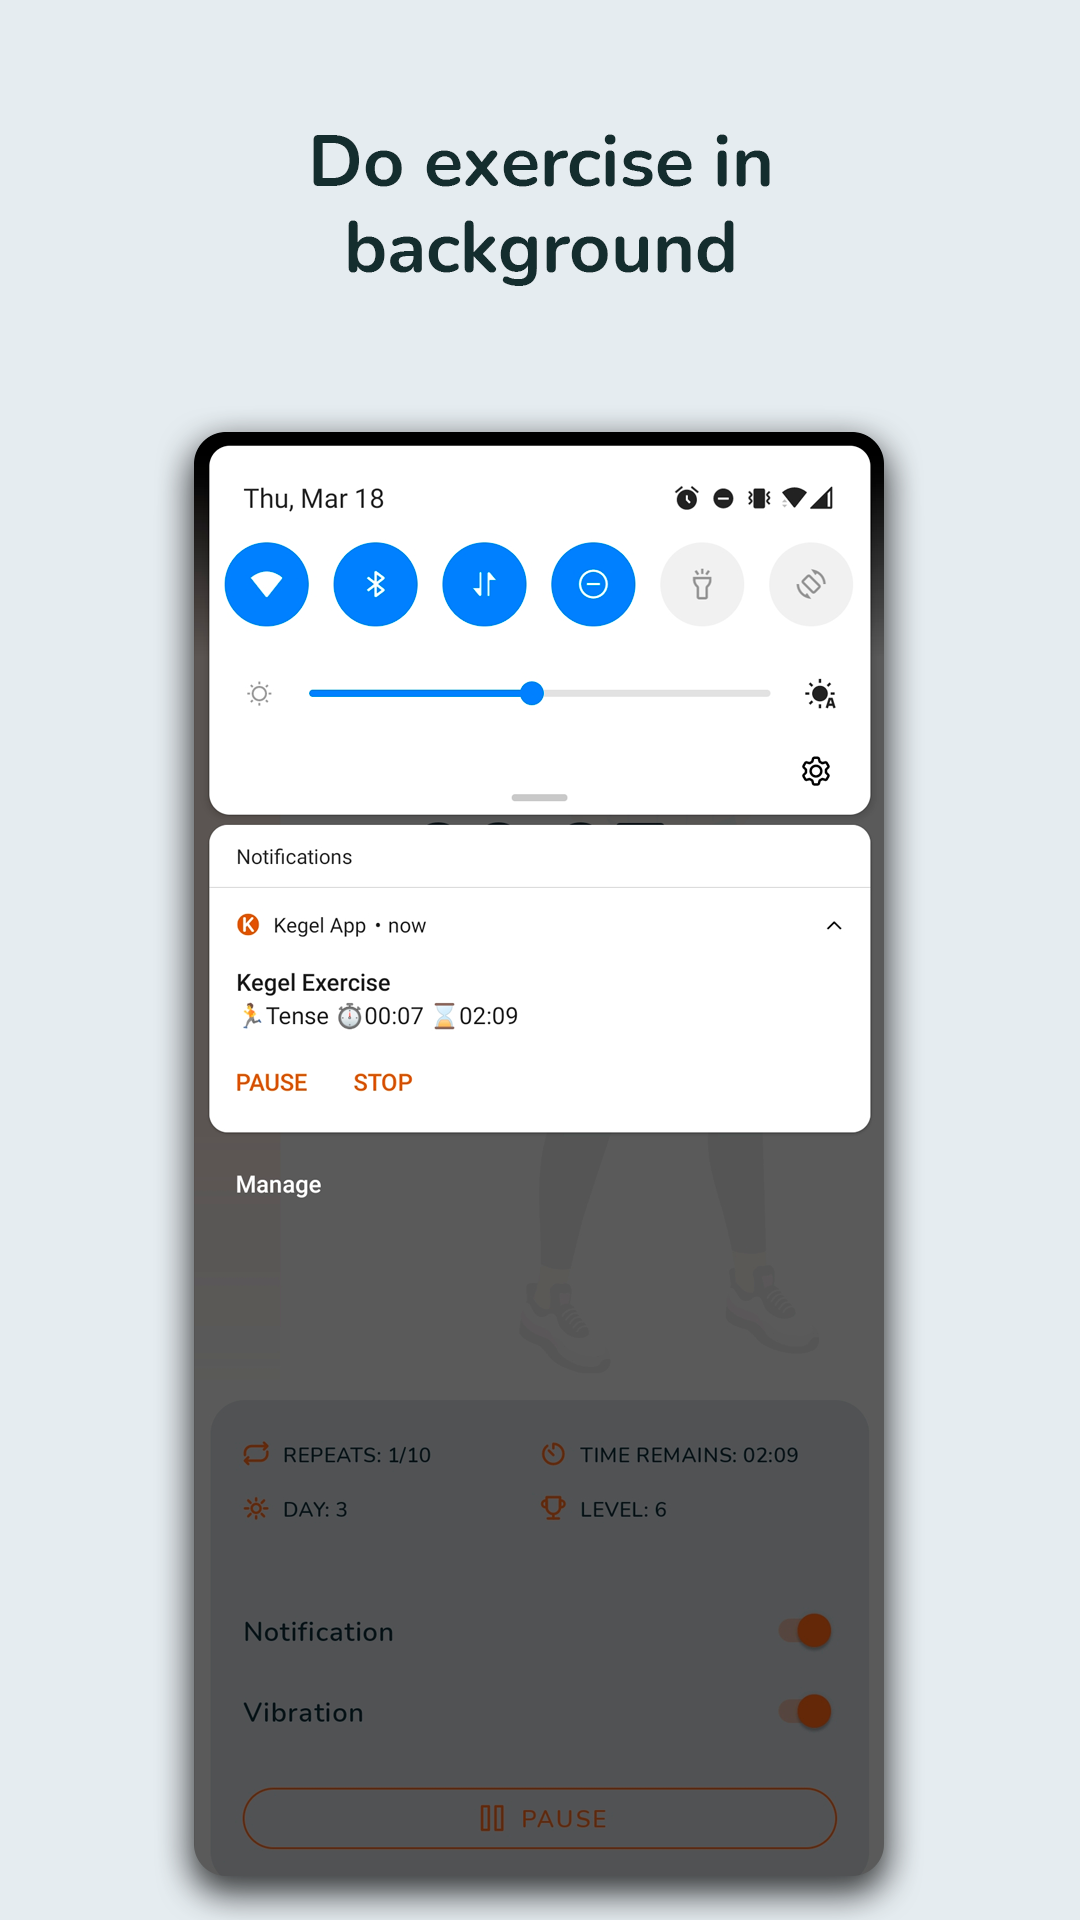 Do exercise in
background
Thu, Mar 18
A
Notifications
K Kegel App • now
Kegel Exercise
🏃Tense ⏱️00:07 ⌛02:09
PAUSE STOP
Manage
REPEATS: 1/10 TIME REMAINS: 02:09
DAY: 3 LEVEL: 6
Notification
Vibration
PAUSE